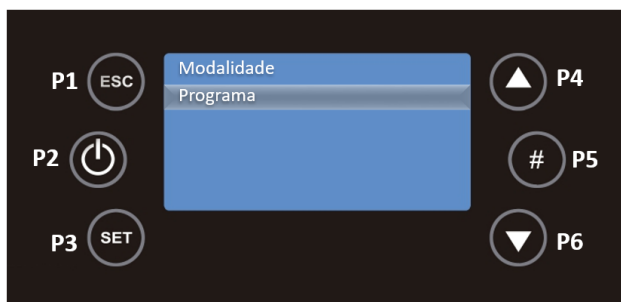 P1 ESC
Modalidade
Programa
P4
P2
# P5
P3 SET
P6